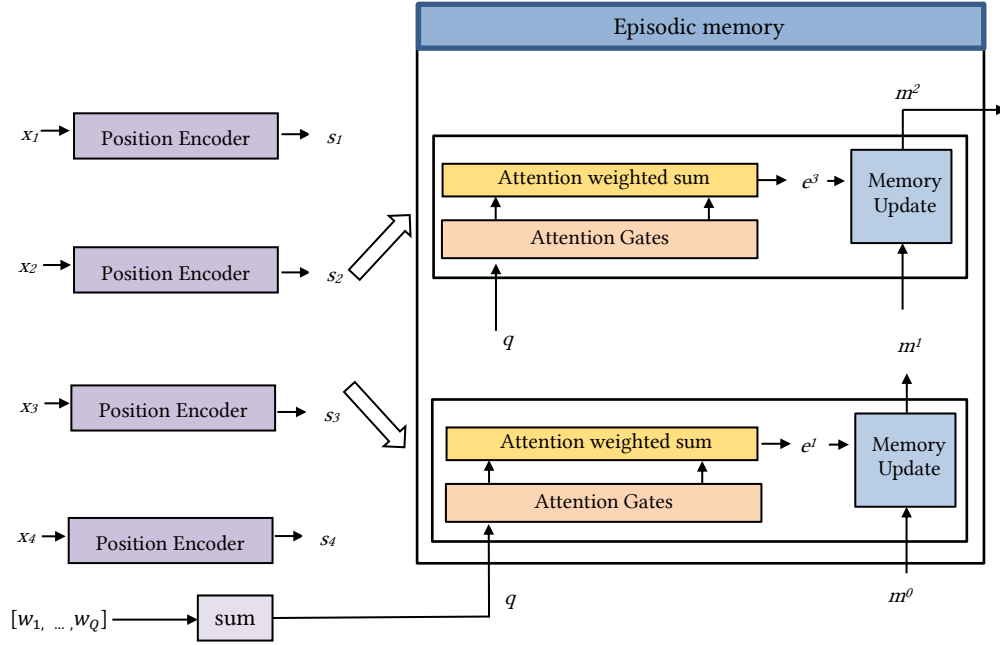 Episodic memory
x₁
Position Encoder
s₁
x₂
Position Encoder
s₂
x₃
Position Encoder
s₃
x₄
Position Encoder
s₄
[w₁, ... ,w_Q]
sum
q
m²
Attention weighted sum
e³
Memory
Update
Attention Gates
q
m¹
Attention weighted sum
e¹
Memory
Update
Attention Gates
m⁰